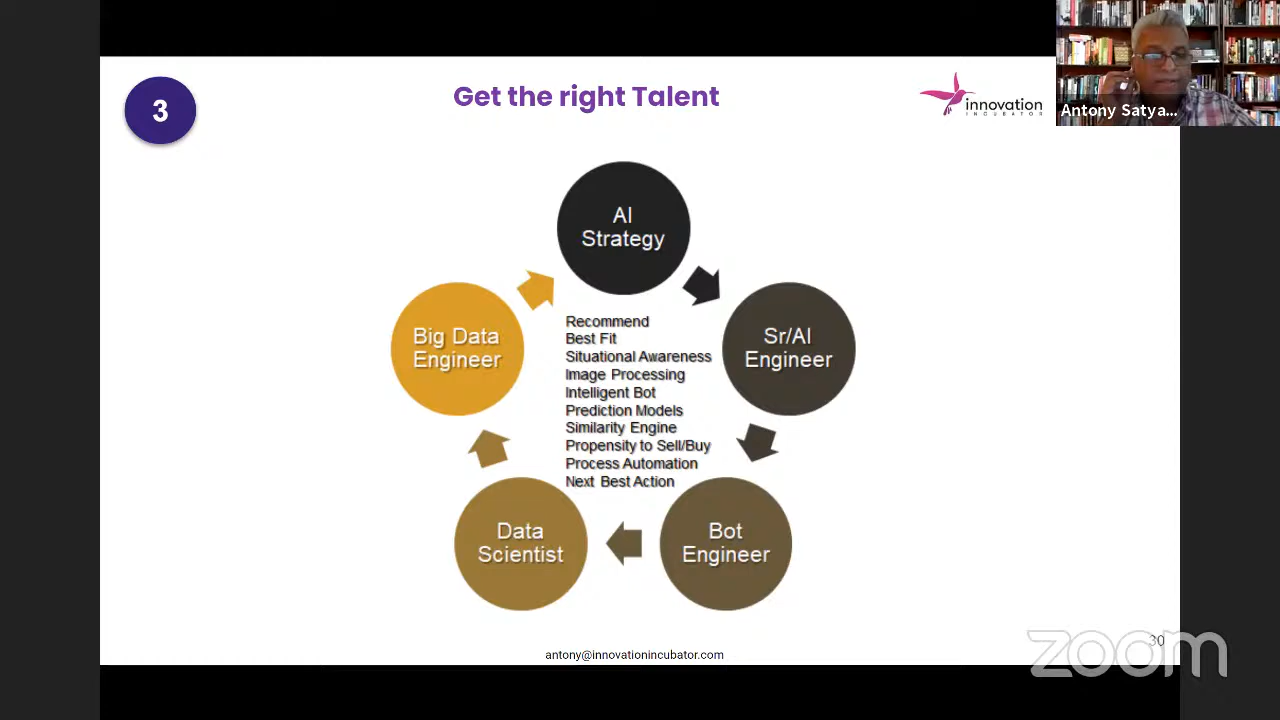 3
Get the right Talent
innovation
INCUBATOR
Antony Satya...
AI
Strategy
Big Data
Engineer
Sr/AI
Engineer
Recommend
Best Fit
Situational Awareness
Image Processing
Intelligent Bot
Prediction Models
Similarity Engine
Propensity to Sell/Buy
Process Automation
Next Best Action
Data
Scientist
Bot
Engineer
antony@innovationincubator.com
30
zoom